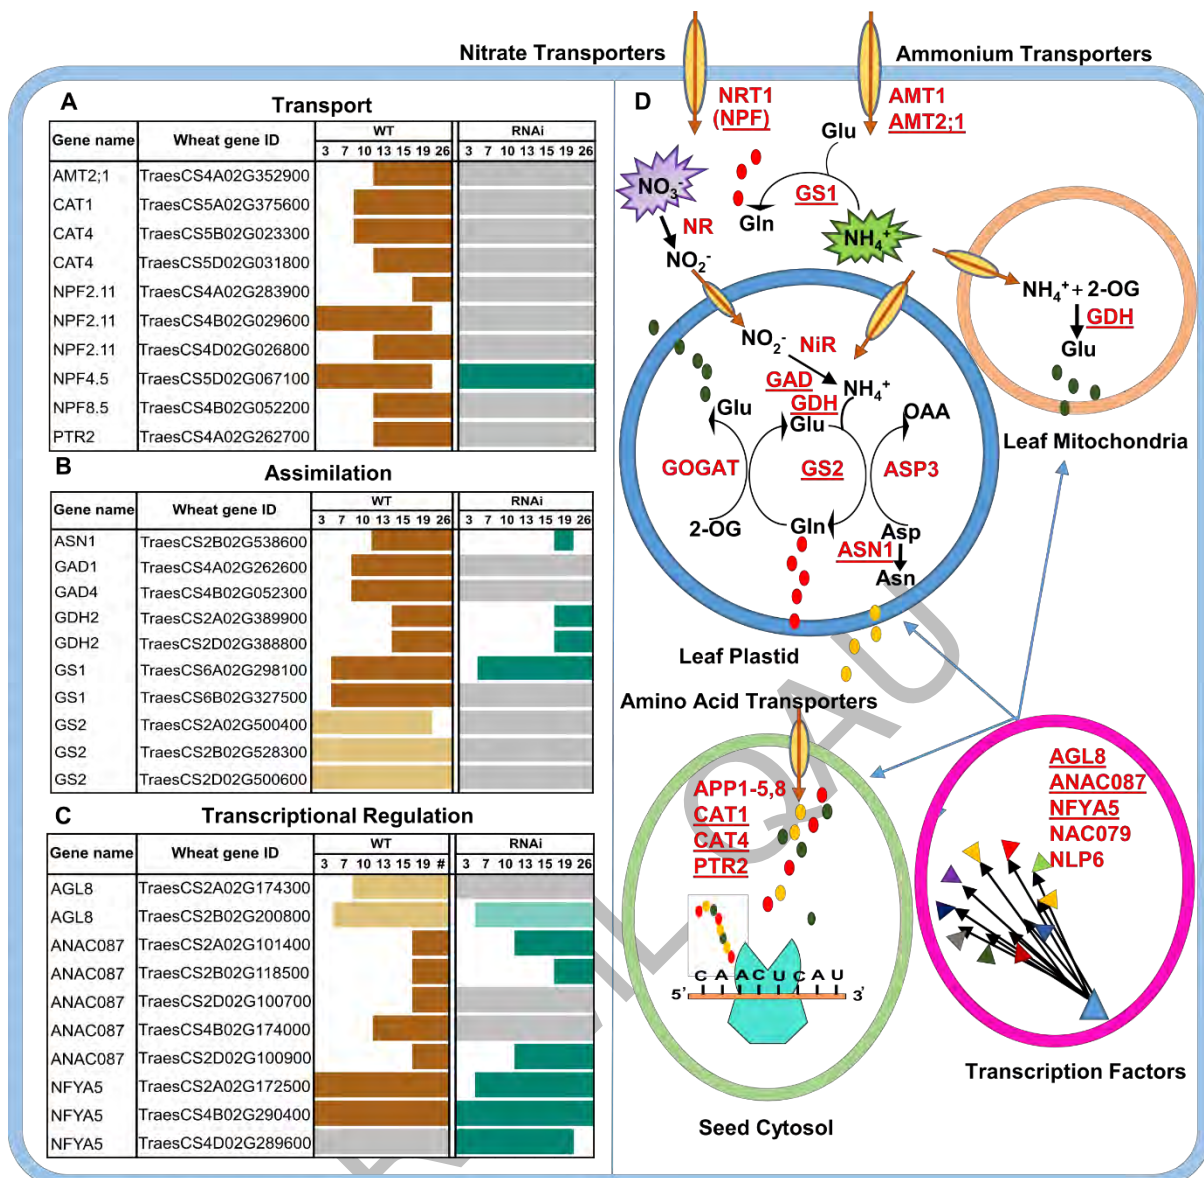 Nitrate Transporters
Ammonium Transporters
A
Transport
Gene name Wheat gene ID WT RNAi
3 7 10 13 15 19 26 3 7 10 13 15 19 26
AMT2;1 TraesCS4A02G352900
CAT1 TraesCS5A02G375600
CAT4 TraesCS5B02G023300
CAT4 TraesCS5D02G031800
NPF2.11 TraesCS4A02G283900
NPF2.11 TraesCS4B02G029600
NPF2.11 TraesCS4D02G026800
NPF4.5 TraesCS5D02G067100
NPF8.5 TraesCS4B02G052200
PTR2 TraesCS4A02G262700
B
Assimilation
Gene name Wheat gene ID WT RNAi
3 7 10 13 15 19 26 3 7 10 13 15 19 26
ASN1 TraesCS2B02G538600
GAD1 TraesCS4A02G262600
GAD4 TraesCS4B02G052300
GDH2 TraesCS2A02G389900
GDH2 TraesCS2D02G388800
GS1 TraesCS6A02G298100
GS1 TraesCS6B02G327500
GS2 TraesCS2A02G500400
GS2 TraesCS2B02G528300
GS2 TraesCS2D02G500600
C
Transcriptional Regulation
Gene name Wheat gene ID WT RNAi
3 7 10 13 15 19 # 3 7 10 13 15 19 26
AGL8 TraesCS2A02G174300
AGL8 TraesCS2B02G200800
ANAC087 TraesCS2A02G101400
ANAC087 TraesCS2B02G118500
ANAC087 TraesCS2D02G100700
ANAC087 TraesCS4B02G174000
ANAC087 TraesCS2D02G100900
NFYA5 TraesCS2A02G172500
NFYA5 TraesCS4B02G290400
NFYA5 TraesCS4D02G289600
D
NRT1
(NPF)
AMT1
AMT2;1
Glu
NO3-
GS1
Gln
NR
NH4+
NO2-
NH4+ + 2-OG
GDH
Glu
Leaf Mitochondria
NO2-
NiR
GAD
GDH
NH4+
Glu
Glu
OAA
GOGAT
GS2
ASP3
2-OG
Gln
Asp
ASN1
Asn
Leaf Plastid
Amino Acid Transporters
APP1-5,8
CAT1
CAT4
PTR2
C A A C U C A U
5'
3'
Seed Cytosol
AGL8
ANAC087
NFYA5
NAC079
NLP6
Transcription Factors
QAU